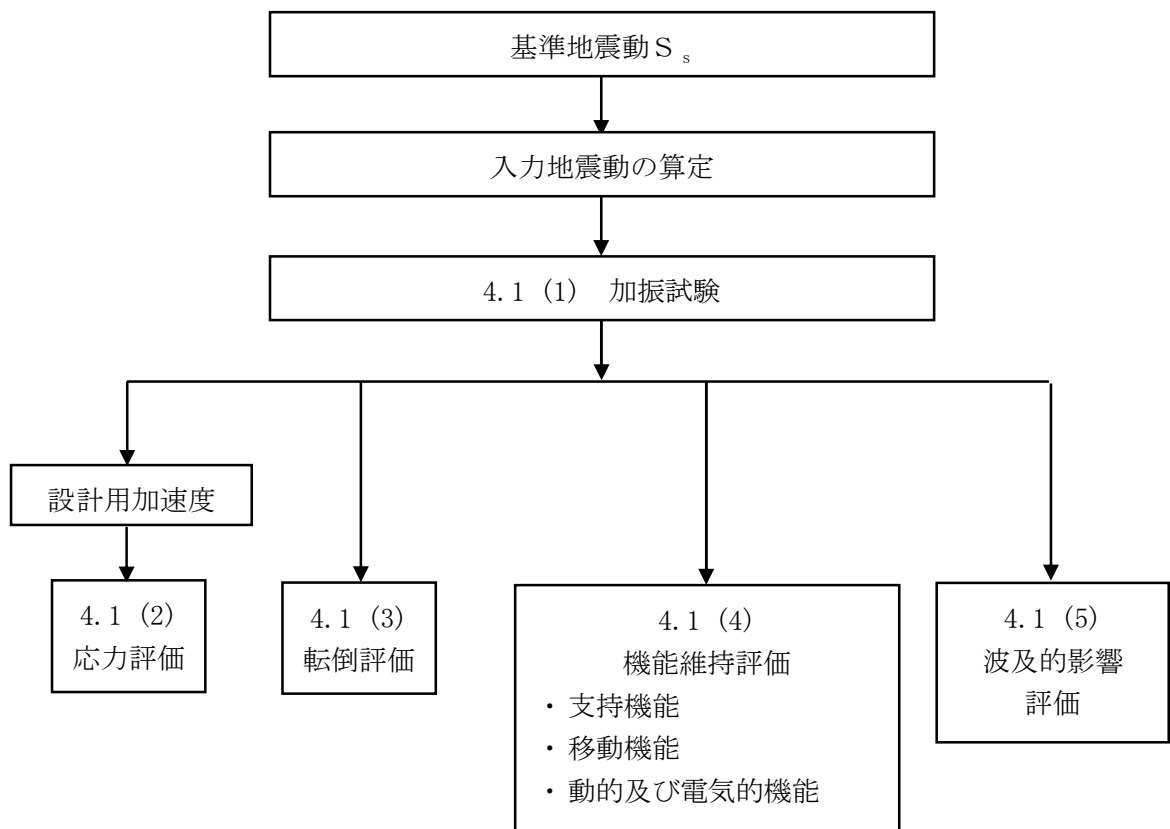 基準地震動Ｓｓ
入力地震動の算定
4.1（1）　加振試験
設計用加速度
4.1（2）
応力評価
4.1（3）
転倒評価
4.1（4）
機能維持評価
・支持機能
・移動機能
・動的及び電気的機能
4.1（5）
波及的影響
評価